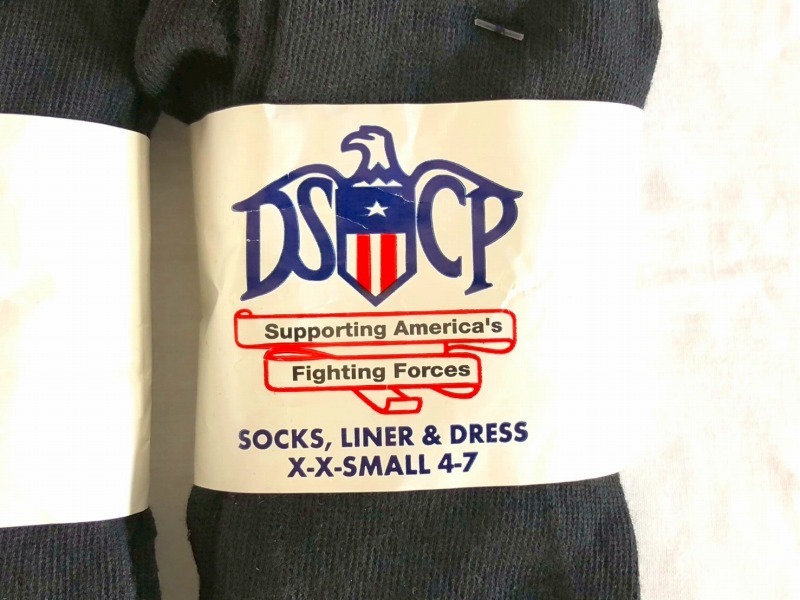 DSCP
Supporting America's
Fighting Forces
SOCKS, LINER & DRESS
X-X-SMALL 4-7